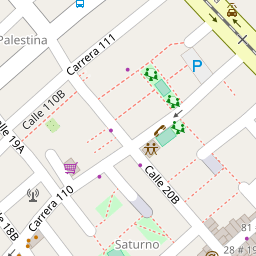 Palestina
Carrera 111
Calle 110B
Calle 19A
P
Carrera 110
Calle 20B
Calle 18B
Saturno
81
28 # 19